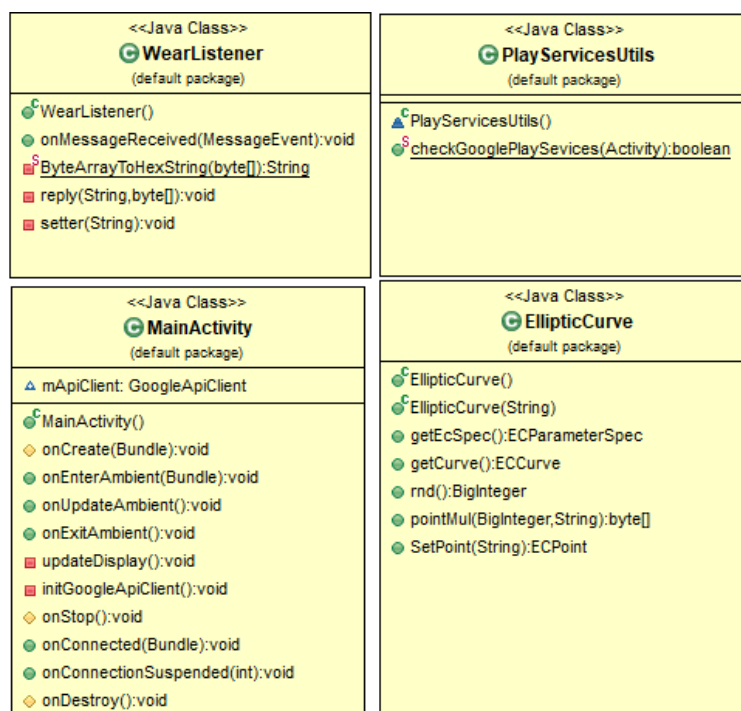 <<Java Class>>
WearListener
(default package)
WearListener()
onMessageReceived(MessageEvent):void
ByteArrayToHexString(byte[]):String
reply(String,byte[]):void
setter(String):void
<<Java Class>>
PlayServicesUtils
(default package)
PlayServicesUtils()
checkGooglePlaySevices(Activity):boolean
<<Java Class>>
MainActivity
(default package)
mApiClient: GoogleApiClient
MainActivity()
onCreate(Bundle):void
onEnterAmbient(Bundle):void
onUpdateAmbient():void
onExitAmbient():void
updateDisplay():void
initGoogleApiClient():void
onStop():void
onConnected(Bundle):void
onConnectionSuspended(int):void
onDestroy():void
<<Java Class>>
EllipticCurve
(default package)
EllipticCurve()
EllipticCurve(String)
getEcSpec():ECParameterSpec
getCurve():ECCurve
rnd():BigInteger
pointMul(BigInteger,String):byte[]
SetPoint(String):ECPoint